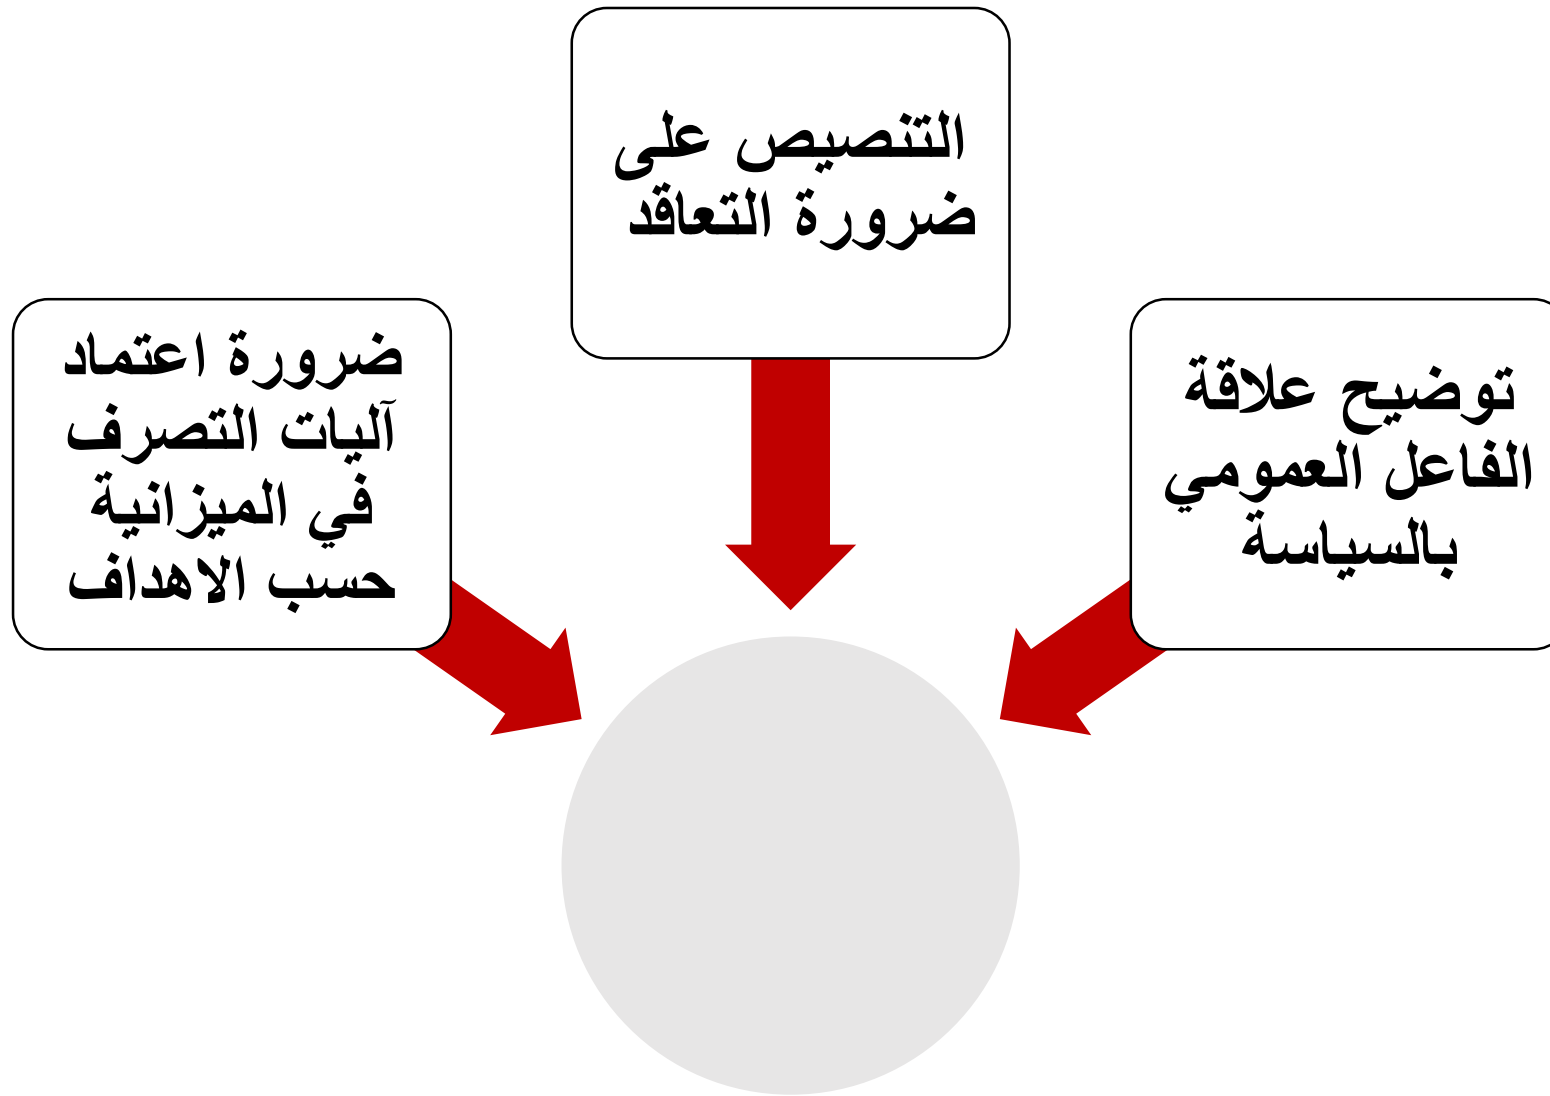 التنصيص على
ضرورة التعاقد
توضيح علاقة
الفاعل العمومي
بالسياسة
ضرورة اعتماد
آليات التصرف
في الميزانية
حسب الاهداف